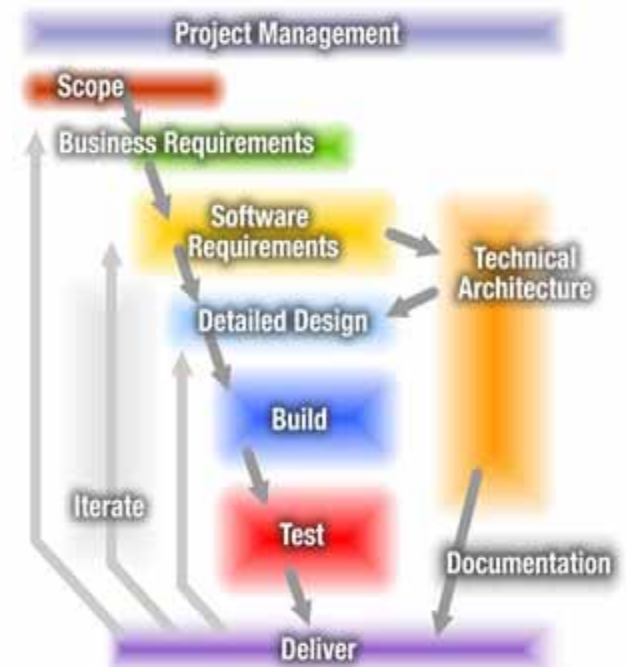 Project Management
Scope
Business Requirements
Software
Requirements
Technical
Architecture
Detailed Design
Build
Iterate
Test
Documentation
Deliver